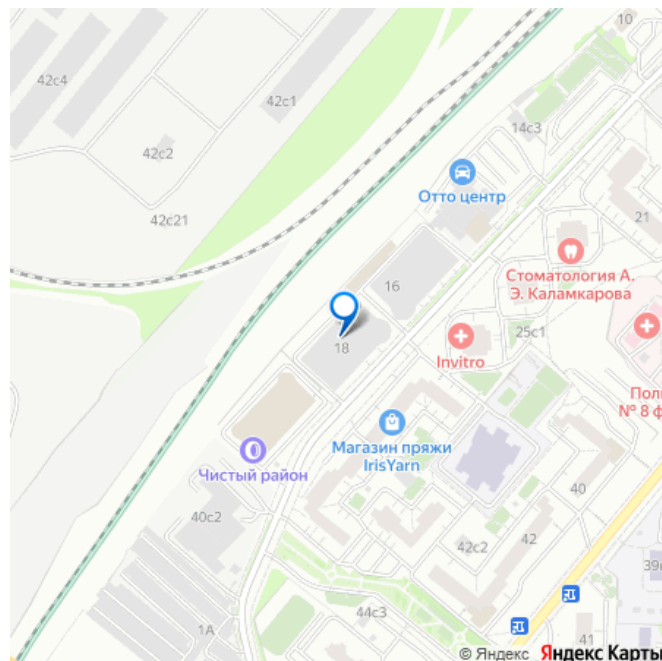 10
42с4
42с1
14с3
42с2
Отто центр
21
42с21
Стоматология А.
Э. Каламкарова
16
25с1
18
Invitro
Пол
№ 8 ф
Магазин пряжи
IrisYarn
Чистый район
40
40с2
42
42с2
39
44с3
1А
41
© Яндекс Яндекс Карты